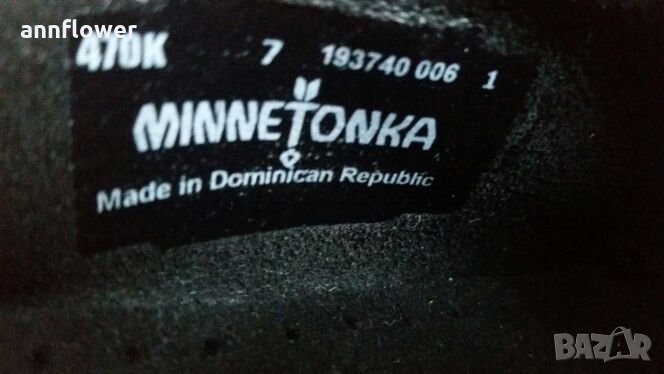 annflower
470K 7 193740 006 1
MINNETONKA
Made in Dominican Republic
BAZAR